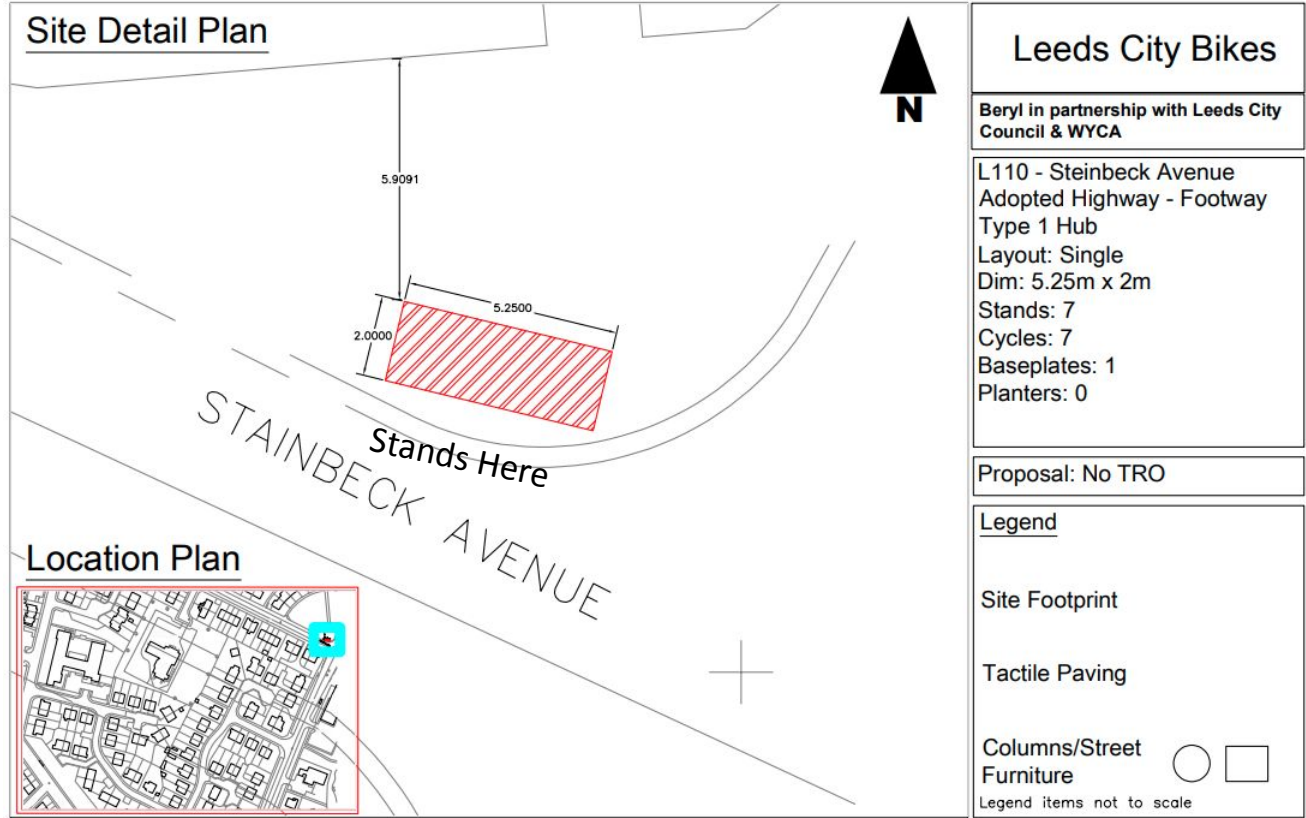 Site Detail Plan
N
5.9091
5.2500
2.0000
STAINBECK AVENUE
Stands Here
Location Plan
Leeds City Bikes
Beryl in partnership with Leeds City
Council & WYCA
L110 - Steinbeck Avenue
Adopted Highway - Footway
Type 1 Hub
Layout: Single
Dim: 5.25m x 2m
Stands: 7
Cycles: 7
Baseplates: 1
Planters: 0
Proposal: No TRO
Legend
Site Footprint
Tactile Paving
Columns/Street
Furniture
Legend items not to scale